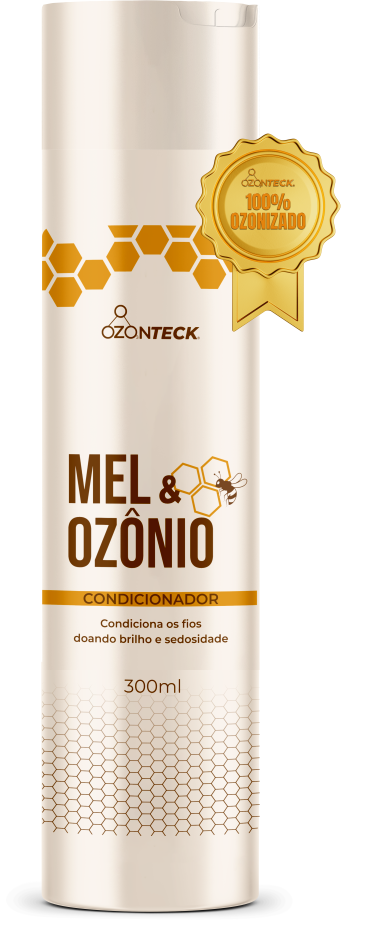 OZONTECK
100%
OZONIZADO
OZONTECK
MEL &
OZÔNIO
CONDICIONADOR
Condiciona os fios
doando brilho e sedosidade
300ml